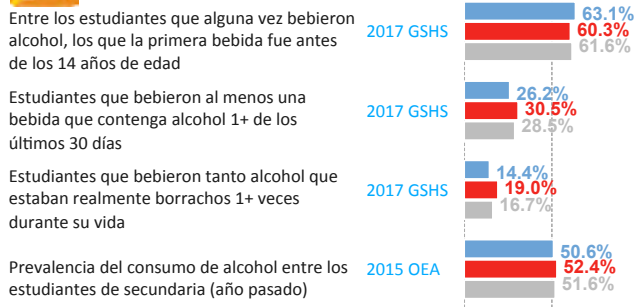 Entre los estudiantes que alguna vez bebieron
alcohol, los que la primera bebida fue antes
de los 14 años de edad
2017 GSHS
63.1%
60.3%
61.6%
Estudiantes que bebieron al menos una
bebida que contenga alcohol 1+ de los
últimos 30 días
2017 GSHS
26.2%
30.5%
28.5%
Estudiantes que bebieron tanto alcohol que
estaban realmente borrachos 1+ veces
durante su vida
2017 GSHS
14.4%
19.0%
16.7%
Prevalencia del consumo de alcohol entre los
estudiantes de secundaria (año pasado)
2015 OEA
50.6%
52.4%
51.6%